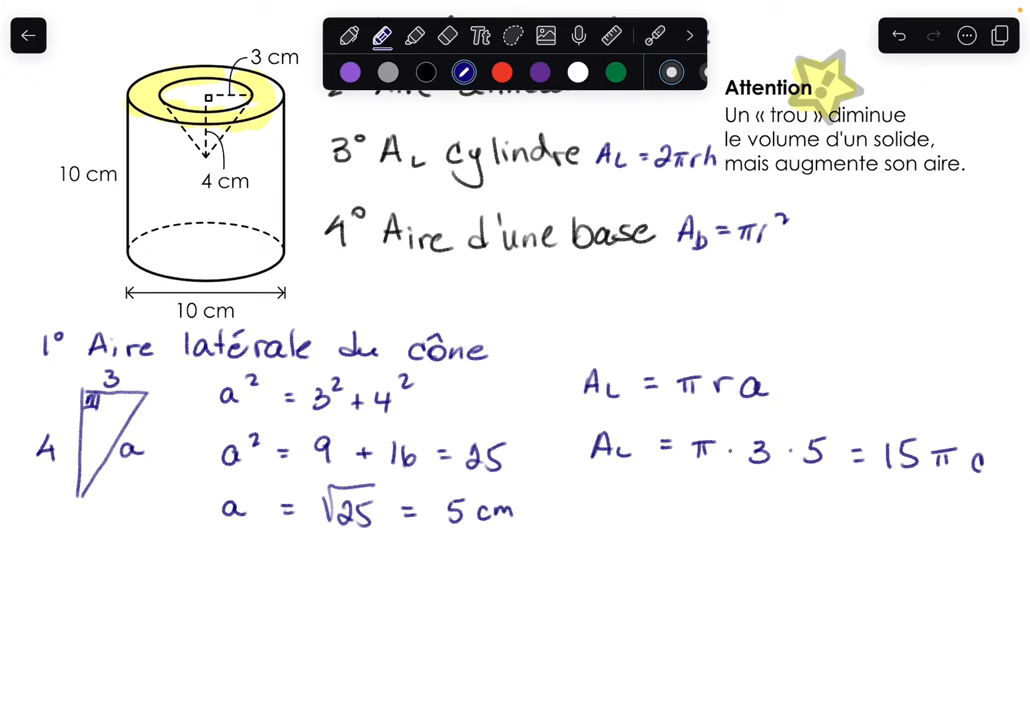 3 cm
10 cm
4 cm
10 cm
Tt
Attention
Un « trou » diminue
le volume d'un solide,
mais augmente son aire.
3° AL cylindre AL = 2πrh
4° Aire d'une base Ab = πr²
1° Aire latérale du cône
3
4
a
a² = 3² + 4²
a² = 9 + 16 = 25
a = √25 = 5 cm
AL = π r a
AL = π · 3 · 5 = 15 π c